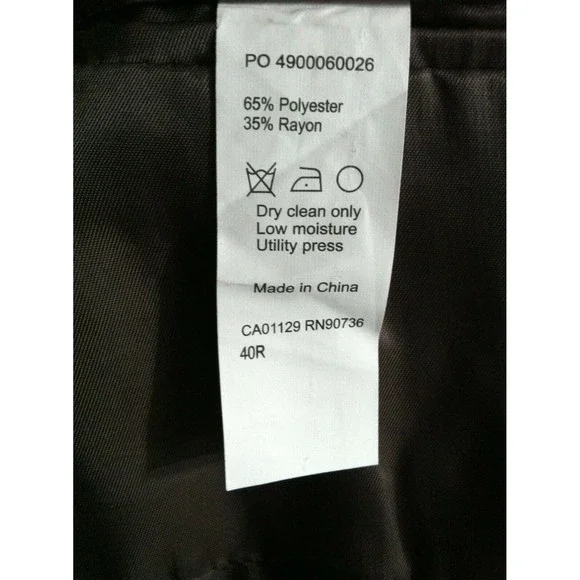 PO 4900060026
65% Polyester
35% Rayon
Dry clean only
Low moisture
Utility press
Made in China
CA01129 RN90736
40R